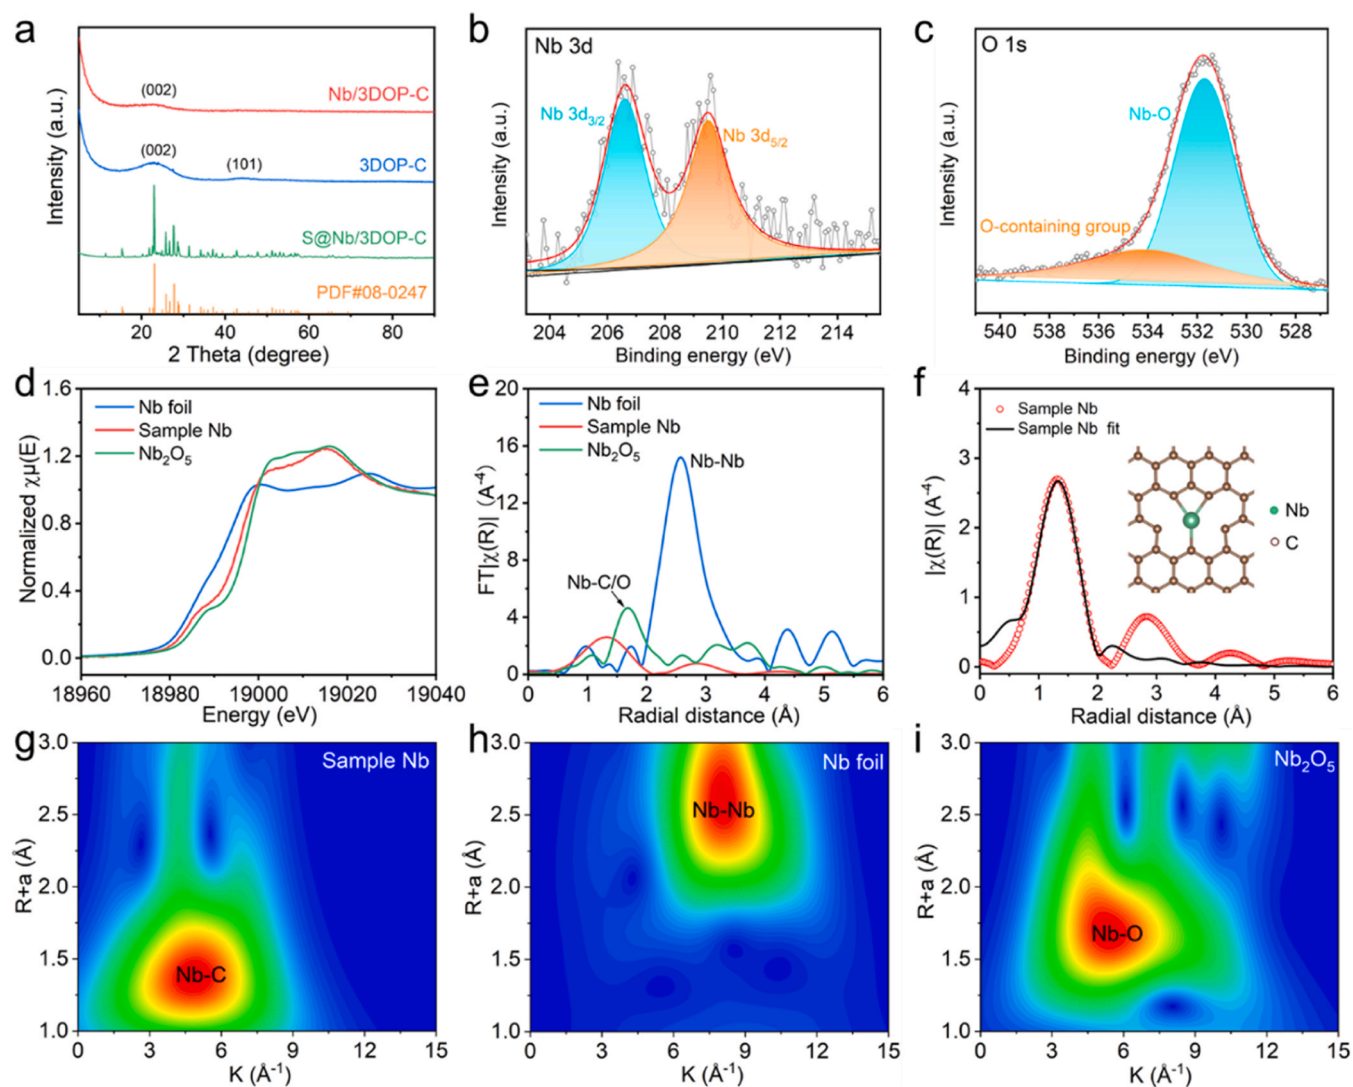 a
Intensity (a.u.)
(002)
Nb/3DOP-C
(002)
(101)
3DOP-C
S@Nb/3DOP-C
PDF#08-0247
20 40 60 80
2 Theta (degree)
b
Intensity (a.u.)
Nb 3d
Nb 3d3/2
Nb 3d5/2
204 206 208 210 212 214
Binding energy (eV)
c
Intensity (a.u.)
O 1s
Nb-O
O-containing group
540 538 536 534 532 530 528
Binding energy (eV)
d
Normalized χμ(E)
1.6
1.2
0.8
0.4
0.0
Nb foil
Sample Nb
Nb2O5
18960 18980 19000 19020 19040
Energy (eV)
e
FT|χ(R)| (Å-4)
20
16
12
8
4
0
Nb foil
Sample Nb
Nb2O5
Nb-Nb
Nb-C/O
0 1 2 3 4 5 6
Radial distance (Å)
f
|χ(R)| (Å-4)
4
3
2
1
0
Sample Nb
Sample Nb fit
Nb
C
0 1 2 3 4 5 6
Radial distance (Å)
g
R+a (Å)
3.0
2.5
2.0
1.5
1.0
Sample Nb
Nb-C
0 3 6 9 12 15
K (Å-1)
h
R+a (Å)
3.0
2.5
2.0
1.5
1.0
Nb foil
Nb-Nb
0 3 6 9 12 15
K (Å-1)
i
R+a (Å)
3.0
2.5
2.0
1.5
1.0
Nb2O5
Nb-O
0 3 6 9 12 15
K (Å-1)